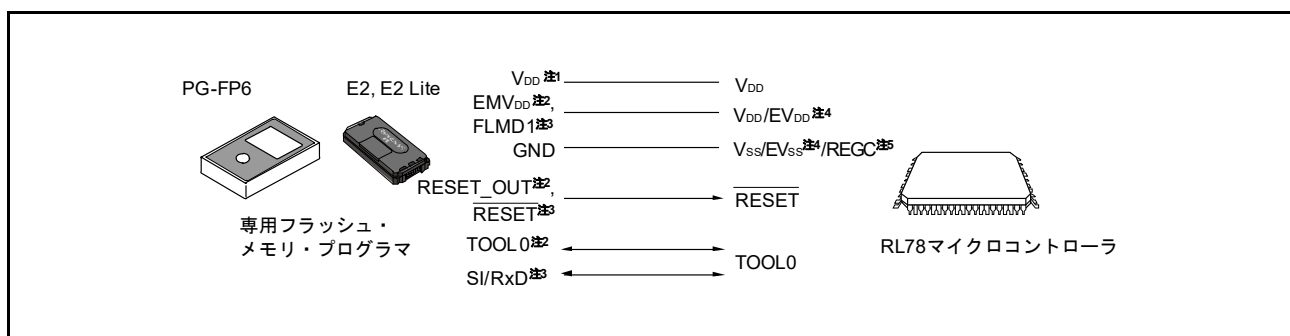 PG-FP6
E2, E2 Lite
専用フラッシュ・
メモリ・プログラマ
VDD 注1
EMVDD 注2,
FLMD1注3
GND
RESET_OUT注2,
RESET注3
TOOL0注2
SI/RxD注3
VDD
VDD/EVDD注4
VSS/EVSS注4/REGC注5
RESET
TOOL0
RL78マイクロコントローラ